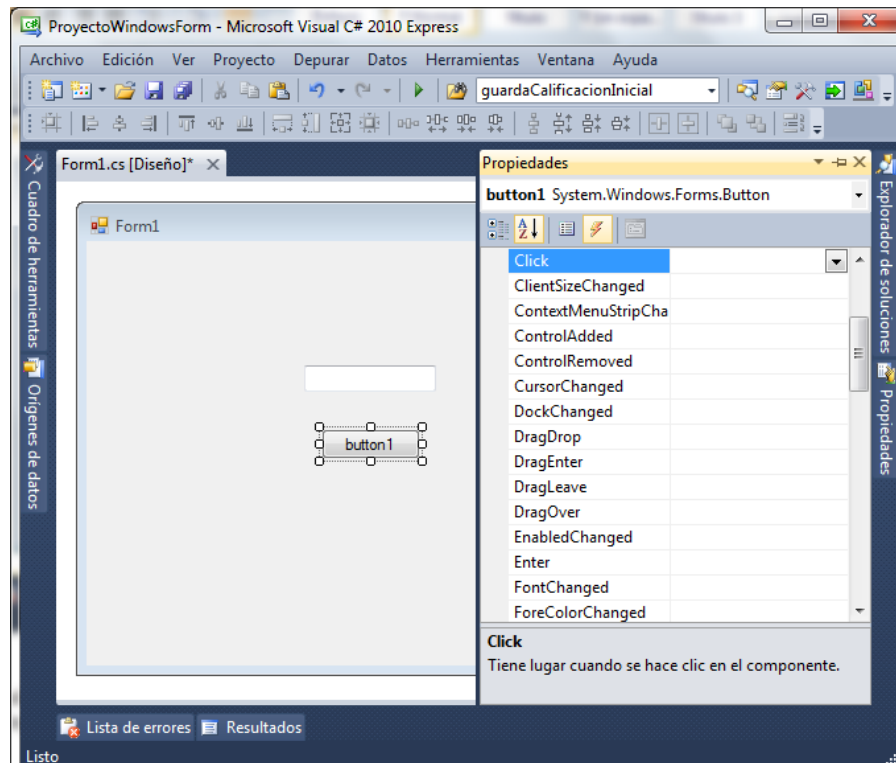 ProyectoWindowsForm - Microsoft Visual C# 2010 Express
Archivo Edición Ver Proyecto Depurar Datos Herramientas Ventana Ayuda
guardaCalificacionInicial
Cuadro de herramientas
Orígenes de datos
Form1.cs [Diseño]*
Form1
button1
Propiedades
button1 System.Windows.Forms.Button
Click
ClientSizeChanged
ContextMenuStripCha
ControlAdded
ControlRemoved
CursorChanged
DockChanged
DragDrop
DragEnter
DragLeave
DragOver
EnabledChanged
Enter
FontChanged
ForeColorChanged
Click
Tiene lugar cuando se hace clic en el componente.
Explorador de soluciones
Propiedades
Lista de errores Resultados
Listo